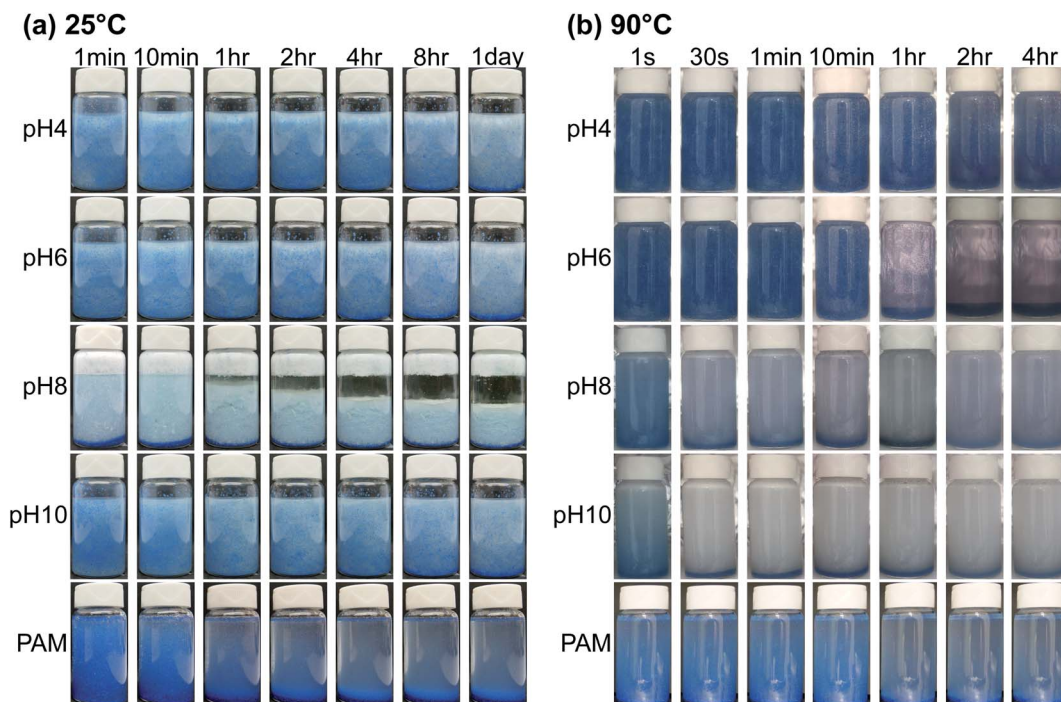 (a) 25°C
1min 10min 1hr 2hr 4hr 8hr 1day
pH4
pH6
pH8
pH10
PAM
(b) 90°C
1s 30s 1min 10min 1hr 2hr 4hr
pH4
pH6
pH8
pH10
PAM